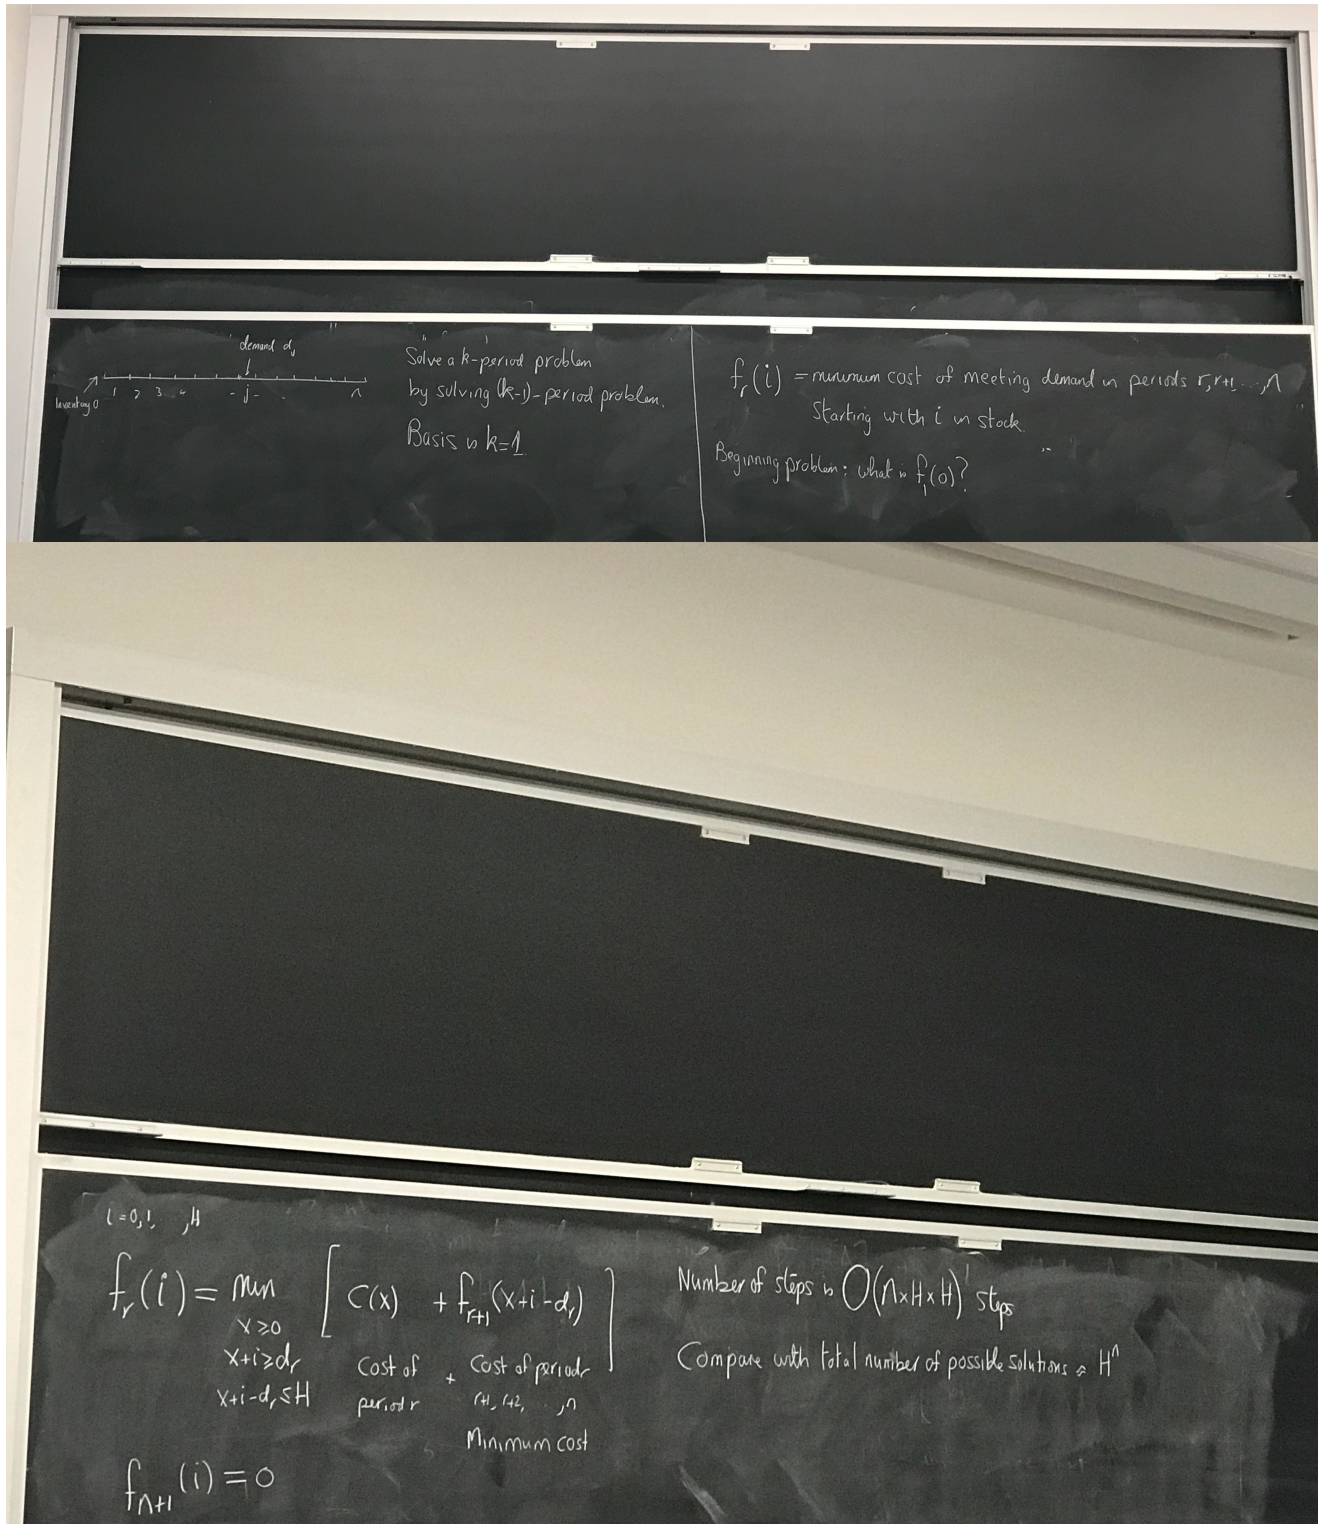 demand dⱼ
1 2 3 4 - j - n
Inventory 0
Solve a k-period problem
by solving (k-1)-period problem.
Basis is k=1
fᵣ(i) = minimum cost of meeting demand in periods r, r+1, ..., n
Starting with i in stock
Beginning problem: what is f₁(0)?
i=0,1, ,H
fᵣ(i) = min [ c(x) + fᵣ₊₁(x+i-dᵣ) ]
x≥0
x+i≥dᵣ
x+i-dᵣ≤H
Cost of period r + Cost of periods r+1, r+2, ..., n
Minimum cost
fₙ₊₁(i) = 0
Number of steps is O(n×H×H) steps
Compare with total number of possible solutions ≈ Hⁿ